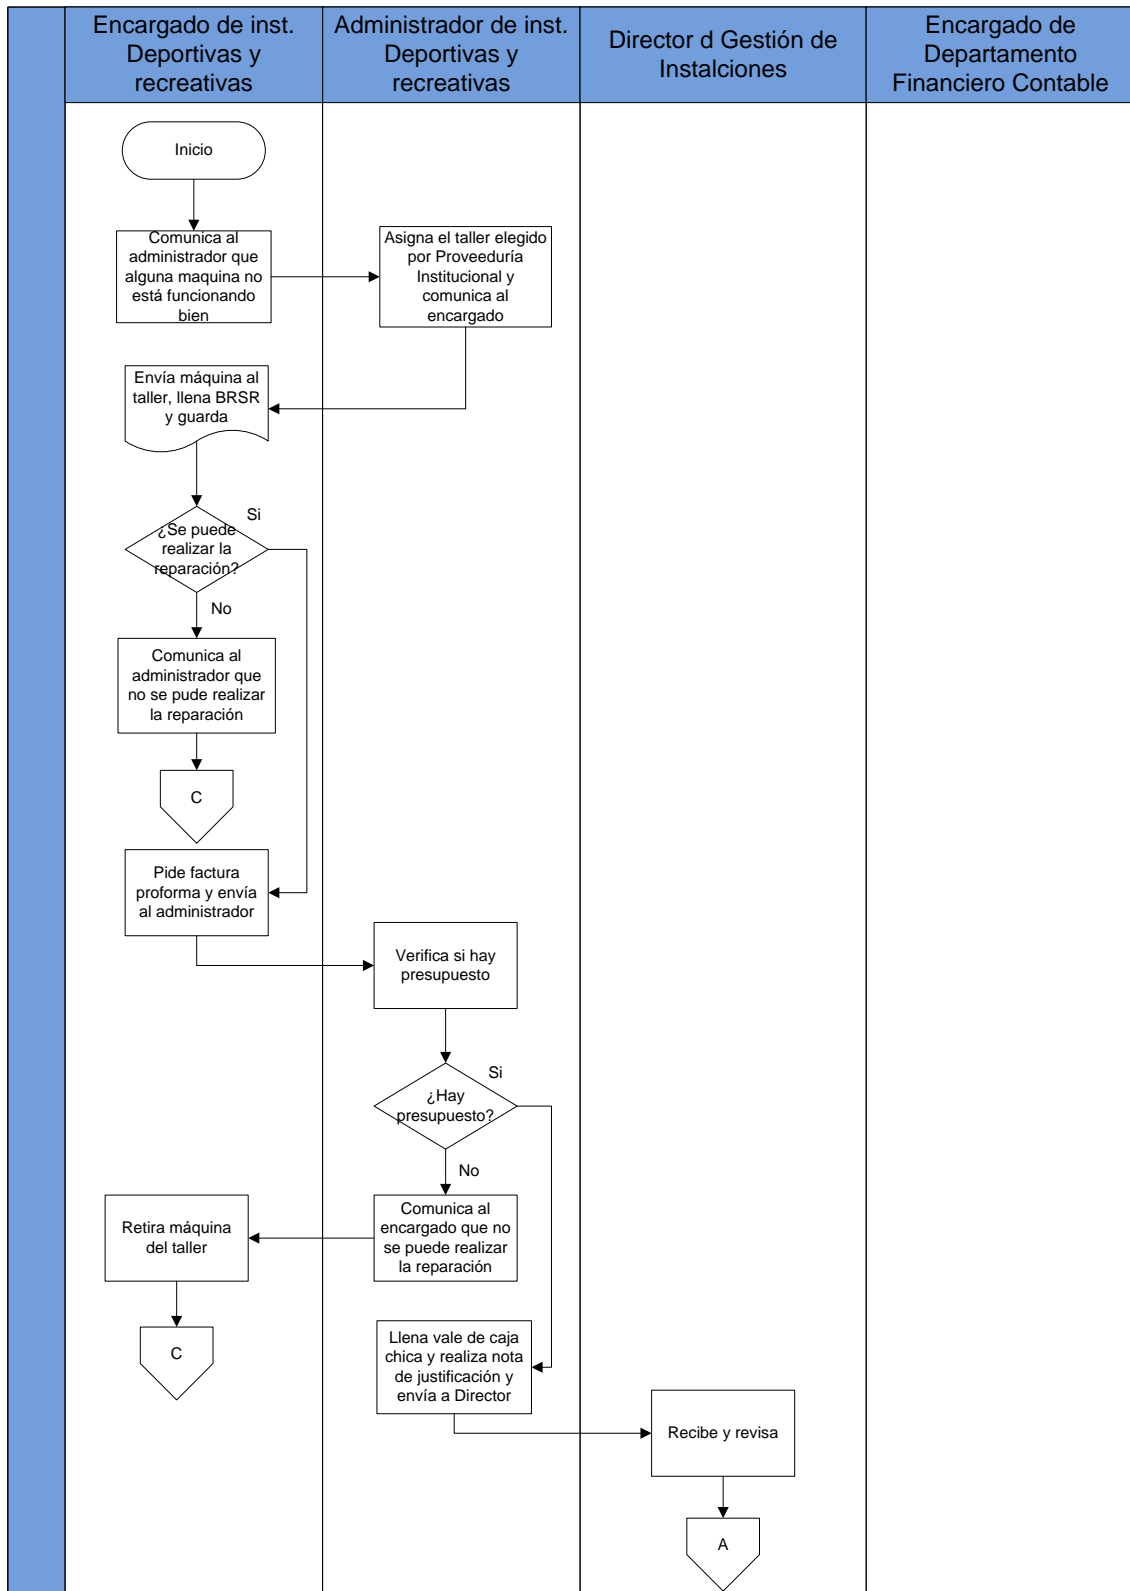 Encargado de inst.
Deportivas y
recreativas
Administrador de inst.
Deportivas y
recreativas
Director d Gestión de
Instalciones
Encargado de
Departamento
Financiero Contable
Inicio
Comunica al
administrador que
alguna maquina no
está funcionando
bien
Asigna el taller elegido
por Proveeduría
Institucional y
comunica al
encargado
Envía máquina al
taller, llena BRSR
y guarda
Si
¿Se puede
realizar la
reparación?
No
Comunica al
administrador que
no se pude realizar
la reparación
C
Pide factura
proforma y envía
al administrador
Verifica si hay
presupuesto
Si
¿Hay
presupuesto?
No
Comunica al
encargado que no
se puede realizar
la reparación
Retira máquina
del taller
C
Llena vale de caja
chica y realiza nota
de justificación y
envía a Director
Recibe y revisa
A